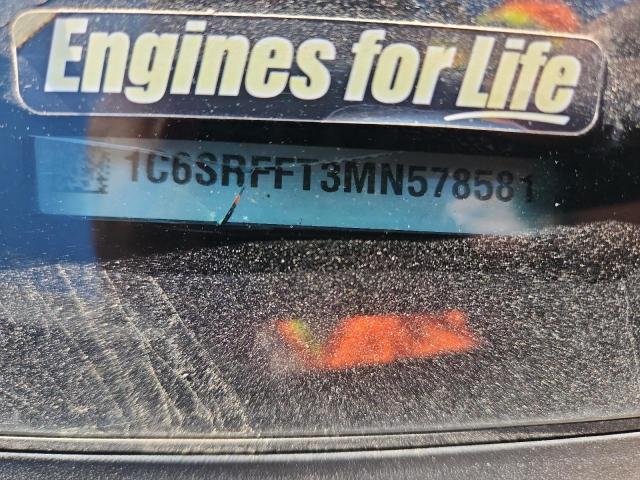 Engines for Life
1C6SRFFT3MN578581